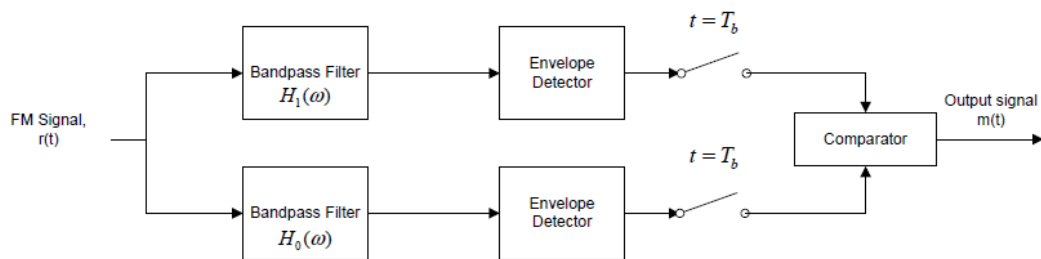 t = T_b
Bandpass Filter
H_1(ω)
Envelope
Detector
FM Signal,
r(t)
Output signal
m(t)
Comparator
t = T_b
Bandpass Filter
H_0(ω)
Envelope
Detector